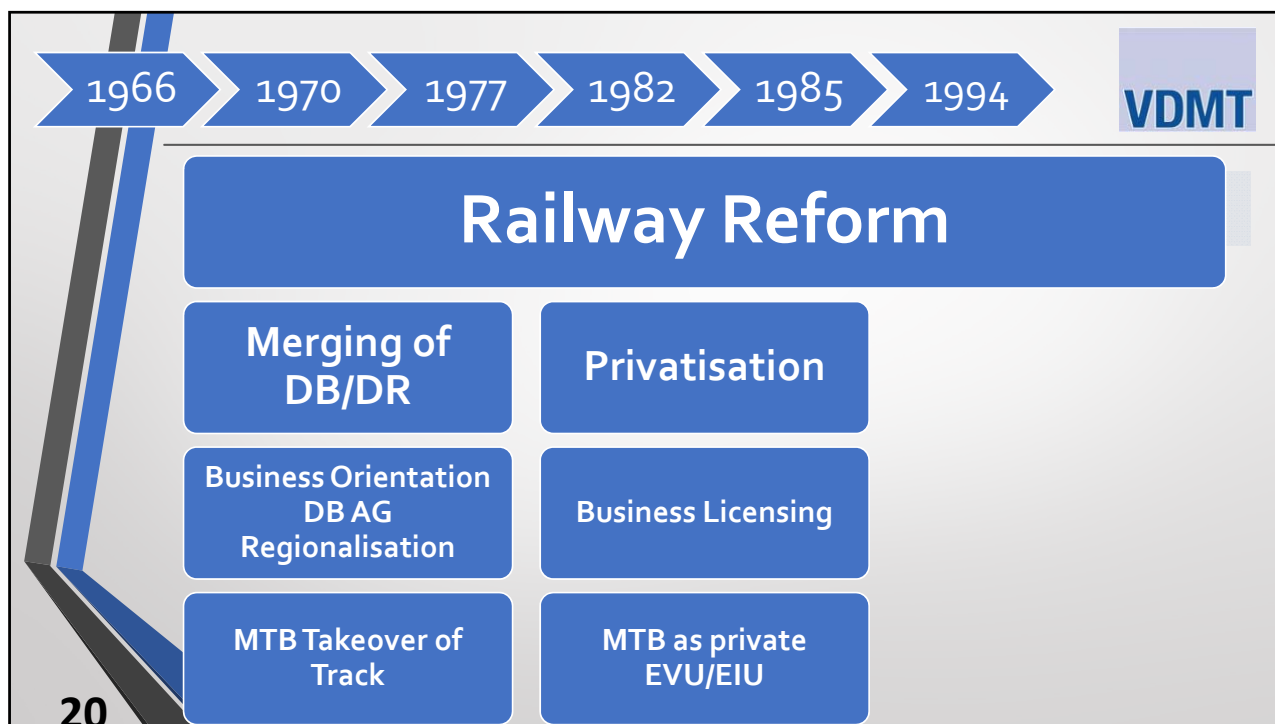 1966 1970 1977 1982 1985 1994
VDMT
Railway Reform
Merging of
DB/DR
Privatisation
Business Orientation
DB AG
Regionalisation
Business Licensing
MTB Takeover of
Track
MTB as private
EVU/EIU
20